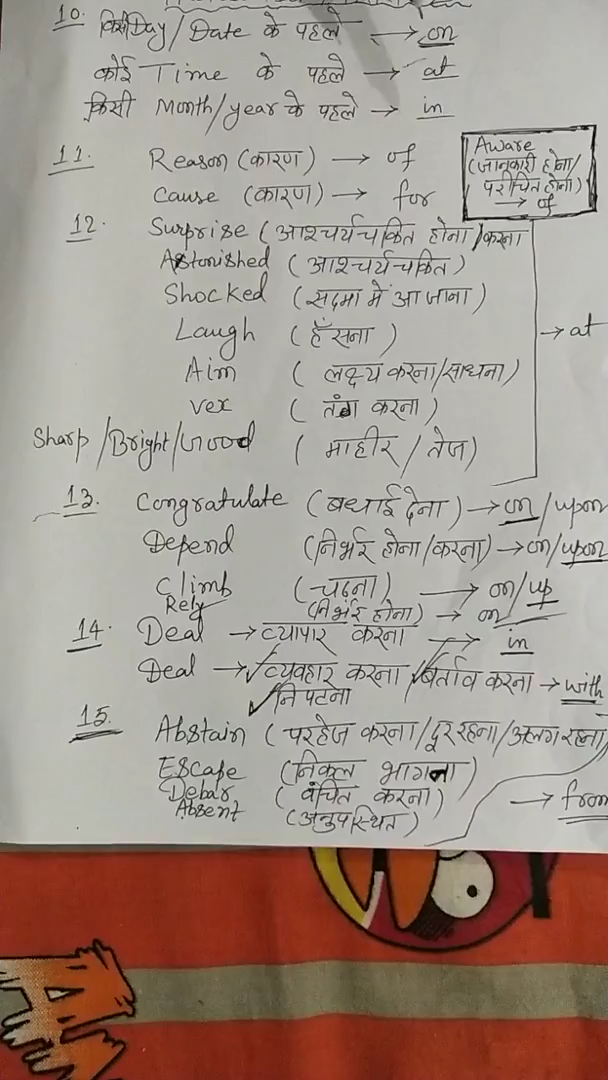 10. किसी Day/Date के पहले → on
कोई Time के पहले → at
किसी Month/year के पहले → in
11. Reason (कारण) → of
Cause (कारण) → for
Aware
(जानकारी होना/
परीचित होना)
→ of
12. Surprise (आश्चर्यचकित होना/करना
Astonished (आश्चर्यचकित)
Shocked (सदमा में आ जाना)
Laugh (हँसना)
→ at
Aim (लक्ष्य करना/साधना)
vex (तंग करना)
Sharp/Bright/Good (माहीर/तेज)
13. Congratulate (बधाई देना) → on/upon
Depend (निर्भर होना/करना) → on/upon
Climb (चढ़ना) → on/up
Rely (निर्भर होना) → on
14. Deal → व्यापार करना → in
Deal → व्यवहार करना/बर्ताव करना → with
निपटना
15. Abstain (परहेज करना/दूर रहना/अलग रहना)
Escape (निकल भागना)
Debar (वंचित करना)
→ from
Absent (अनुपस्थित)